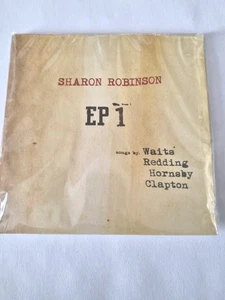 SHARON ROBINSON
EP 1
songs by: Waits
Redding
Hornsby
Clapton